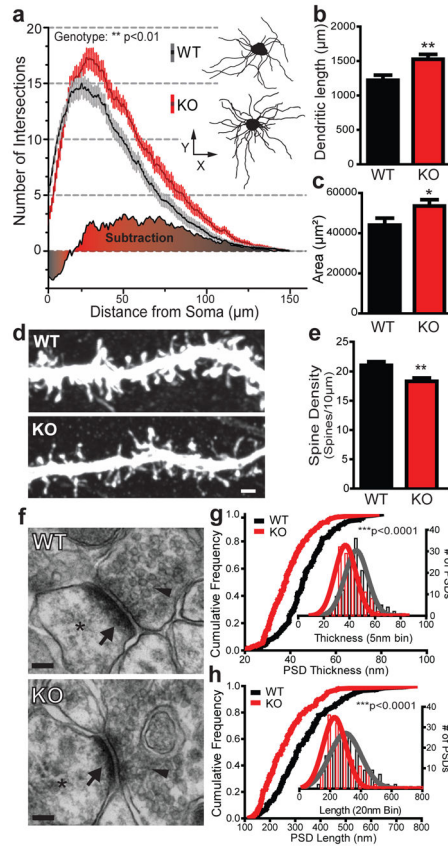 a
Genotype: ** p<0.01
WT
KO
Y
X
Subtraction
Number of Intersections
20
15
10
5
0
0 50 100 150
Distance from Soma (µm)
b
**
Dendritic length (µm)
2000
1500
1000
500
0
WT KO
c
*
Area (µm²)
60000
40000
20000
0
WT KO
d
WT
KO
e
**
Spine Density
(Spines/10µm)
25
20
15
10
5
0
WT KO
f
WT
*
KO
*
g
WT
KO
***p<0.0001
Cumulative Frequency
1.0
0.8
0.6
0.4
0.2
0.0
20 40 60 80 100
PSD Thickness (nm)
40
30
20
10
0
# of PSDs
0 20 40 60 80 100
Thickness (5nm bin)
h
WT
KO
***p<0.0001
Cumulative Frequency
1.0
0.8
0.6
0.4
0.2
0.0
100 200 300 400 500 600 700 800
PSD Length (nm)
40
30
20
10
0
# of PSDs
0 200 400 600 800
Length (20nm Bin)